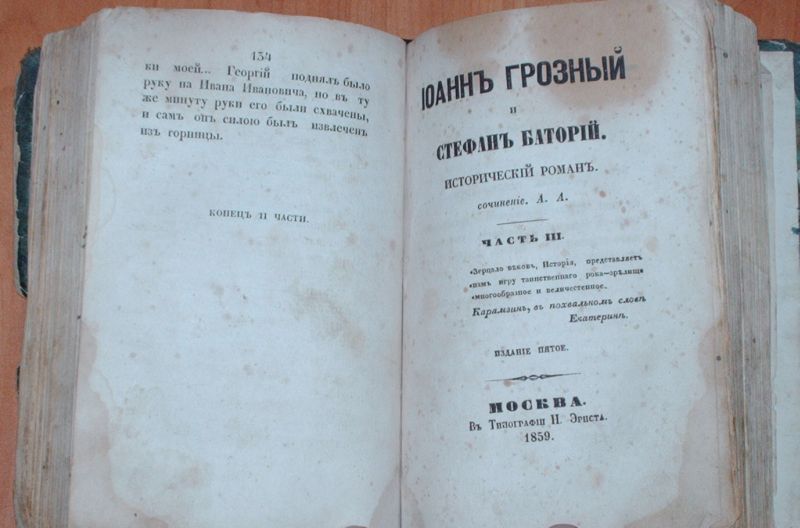 134
ки моей... Георгій поднялъ было
руку на Ивана Ивановича, но въ ту
же минуту руки его были схвачены,
и самъ онъ силою былъ извлеченъ
изъ горницы.
КОНЕЦЪ II ЧАСТИ.
ІОАННЪ ГРОЗНЫЙ
И
СТЕФАНЪ БАТОРІЙ.
ИСТОРИЧЕСКІЙ РОМАНЪ.
сочиненіе. А. А.
ЧАСТЬ III.
«Зерцало вѣковъ, Исторія, представляетъ
«намъ игру таинственнаго рока—зрѣлище
«многообразное и величественное.
Карамзинъ, въ похвальномъ словѣ
Екатеринѣ.
ИЗДАНІЕ ПЯТОЕ.
МОСКВА.
Въ Типографіи И. Эрнста.
1859.